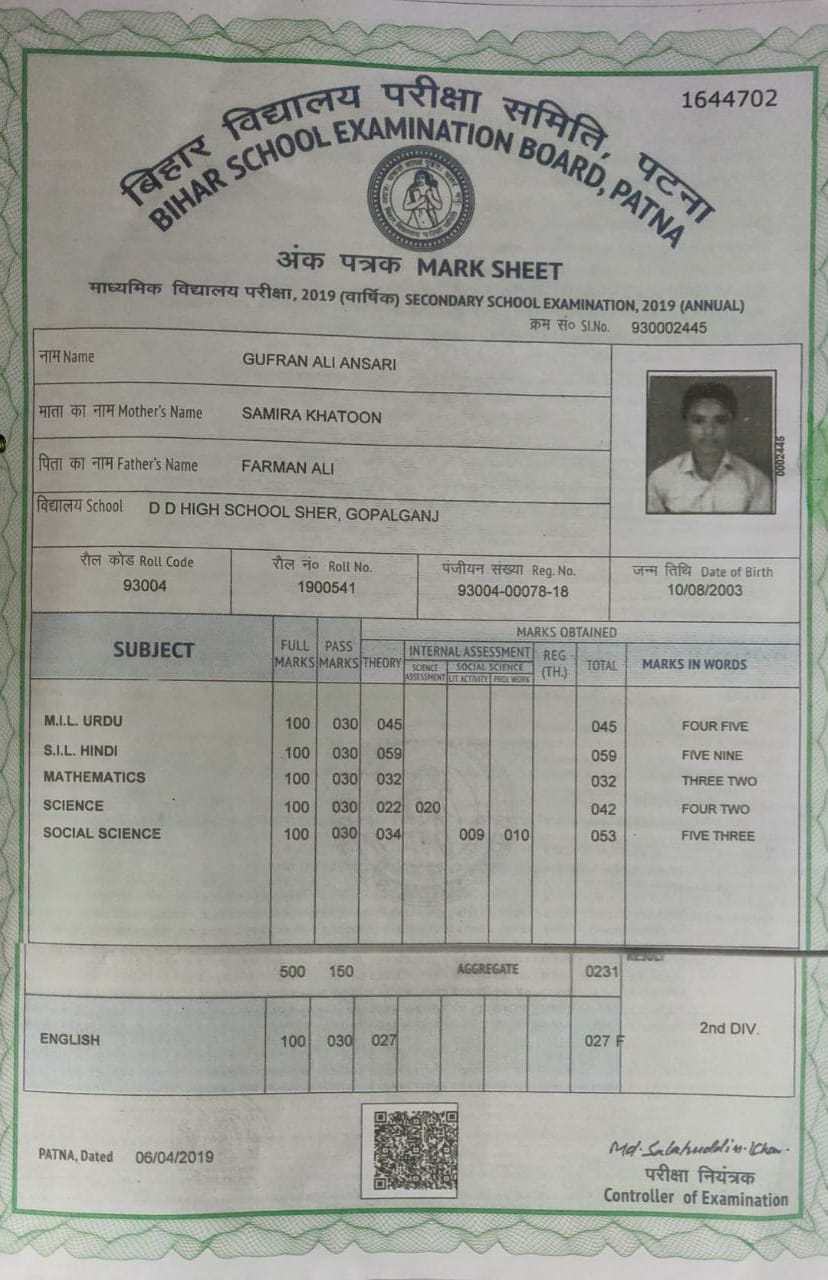 1644702
बिहार विद्यालय परीक्षा समिति, पटना
BIHAR SCHOOL EXAMINATION BOARD, PATNA
अंक पत्रक MARK SHEET
माध्यमिक विद्यालय परीक्षा, 2019 (वार्षिक) SECONDARY SCHOOL EXAMINATION, 2019 (ANNUAL)
क्रम सं० Sl.No. 930002445
नाम Name GUFRAN ALI ANSARI
माता का नाम Mother's Name SAMIRA KHATOON
पिता का नाम Father's Name FARMAN ALI
विद्यालय School D D HIGH SCHOOL SHER, GOPALGANJ
0002445
रौल कोड Roll Code रौल नं० Roll No. पंजीयन संख्या Reg. No. जन्म तिथि Date of Birth
93004 1900541 93004-00078-18 10/08/2003
SUBJECT FULL MARKS PASS MARKS MARKS OBTAINED
THEORY INTERNAL ASSESSMENT REG (TH.) TOTAL MARKS IN WORDS
SCIENCE ASSESSMENT SOCIAL SCIENCE
LIT ACTIVITY PROJ WORK
M.I.L. URDU 100 030 045 045 FOUR FIVE
S.I.L. HINDI 100 030 059 059 FIVE NINE
MATHEMATICS 100 030 032 032 THREE TWO
SCIENCE 100 030 022 020 042 FOUR TWO
SOCIAL SCIENCE 100 030 034 009 010 053 FIVE THREE
500 150 AGGREGATE 0231
ENGLISH 100 030 027 027 F 2nd DIV.
PATNA, Dated 06/04/2019
Md. Salahuddin Khan
परीक्षा नियंत्रक
Controller of Examination